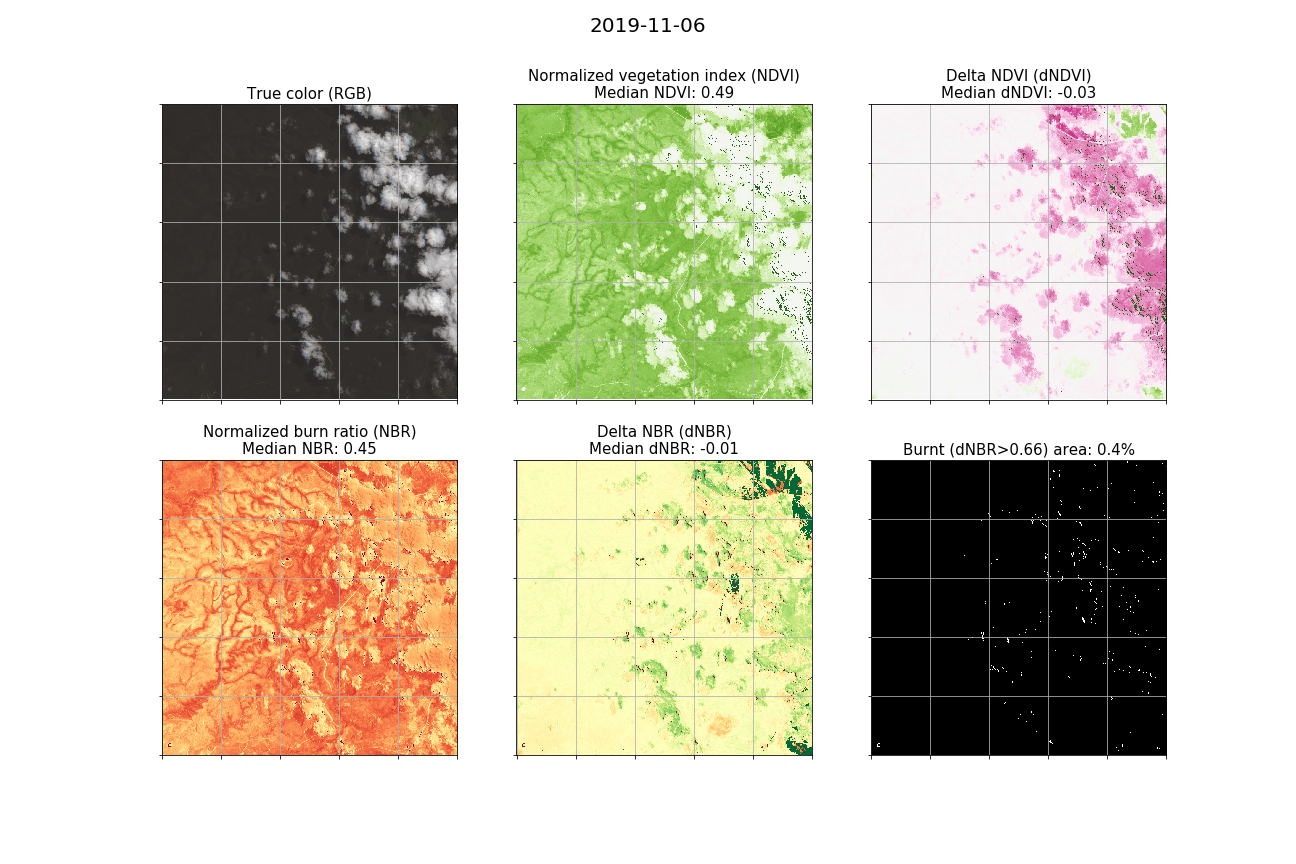 2019-11-06
True color (RGB)
Normalized vegetation index (NDVI)
Median NDVI: 0.49
Delta NDVI (dNDVI)
Median dNDVI: -0.03
Normalized burn ratio (NBR)
Median NBR: 0.45
Delta NBR (dNBR)
Median dNBR: -0.01
Burnt (dNBR>0.66) area: 0.4%